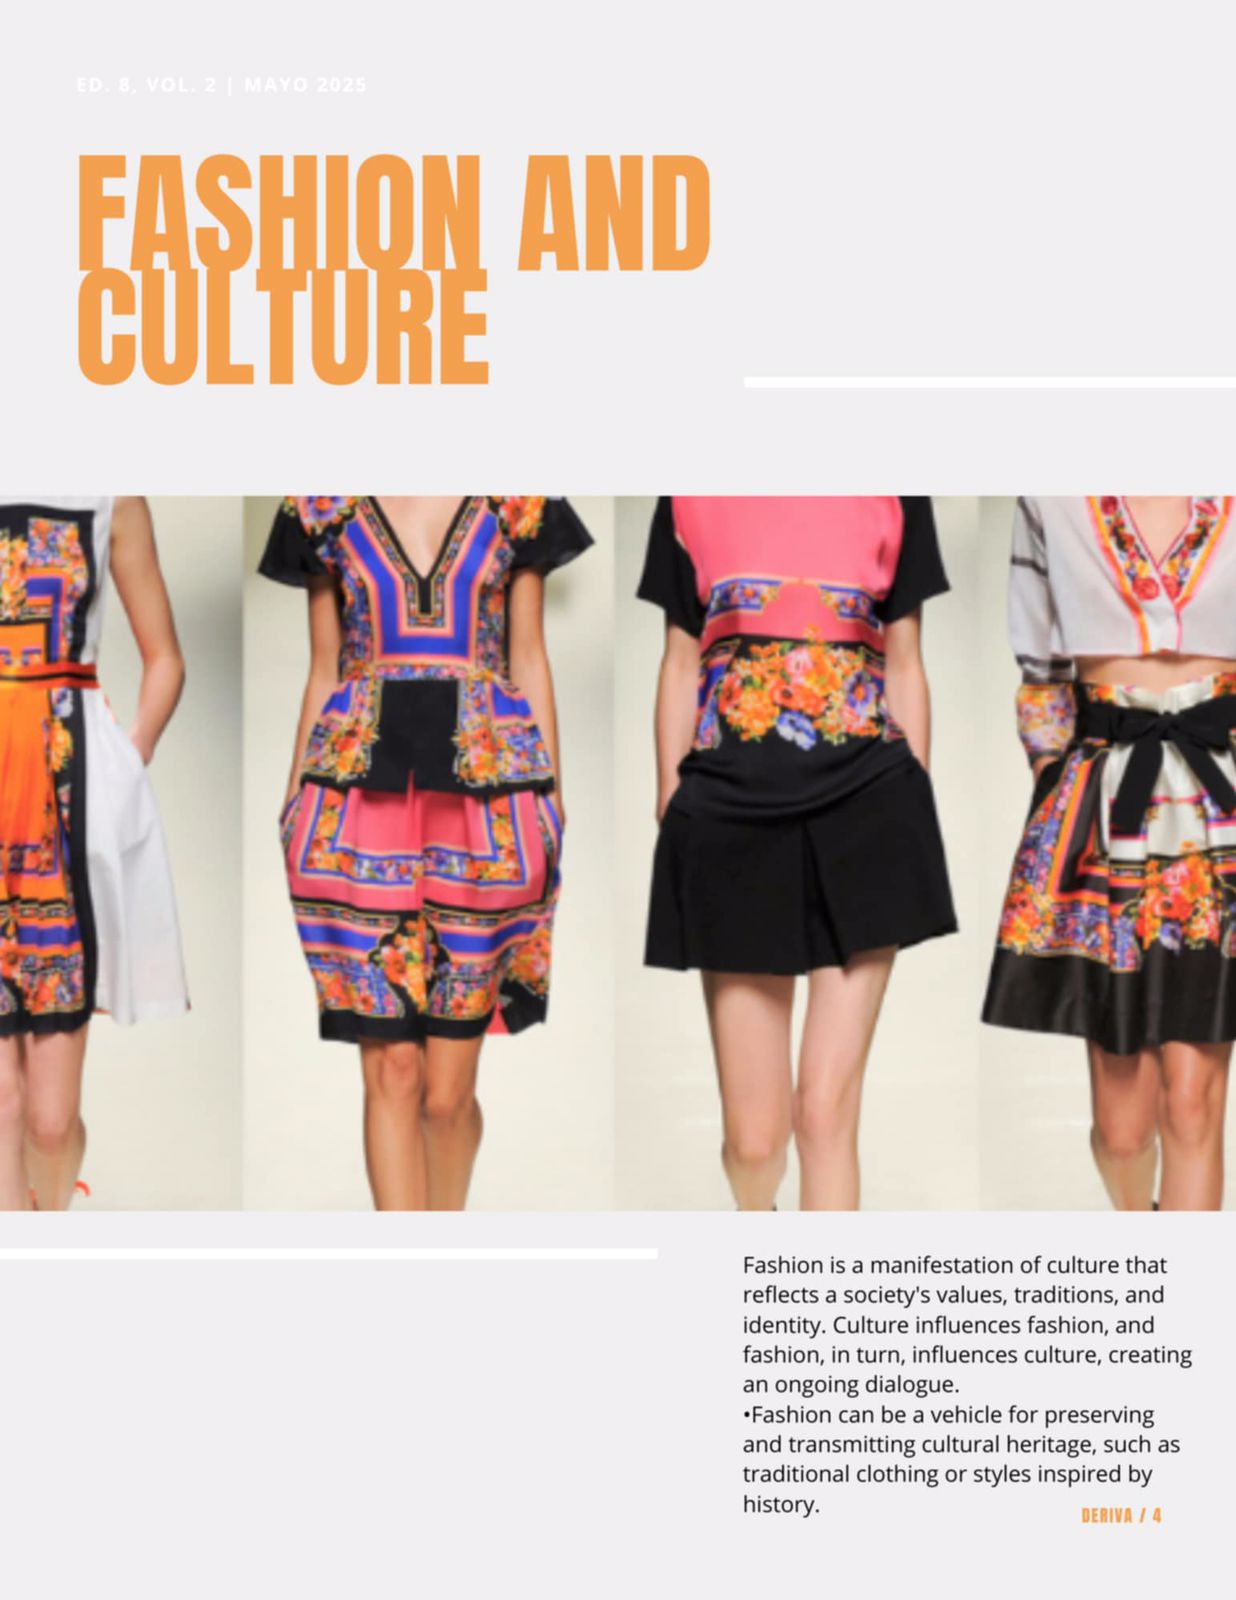 ED. 8, VOL. 2 | MAYO 2025
FASHION AND
CULTURE
Fashion is a manifestation of culture that
reflects a society's values, traditions, and
identity. Culture influences fashion, and
fashion, in turn, influences culture, creating
an ongoing dialogue.
•Fashion can be a vehicle for preserving
and transmitting cultural heritage, such as
traditional clothing or styles inspired by
history.
DERIVA / 4